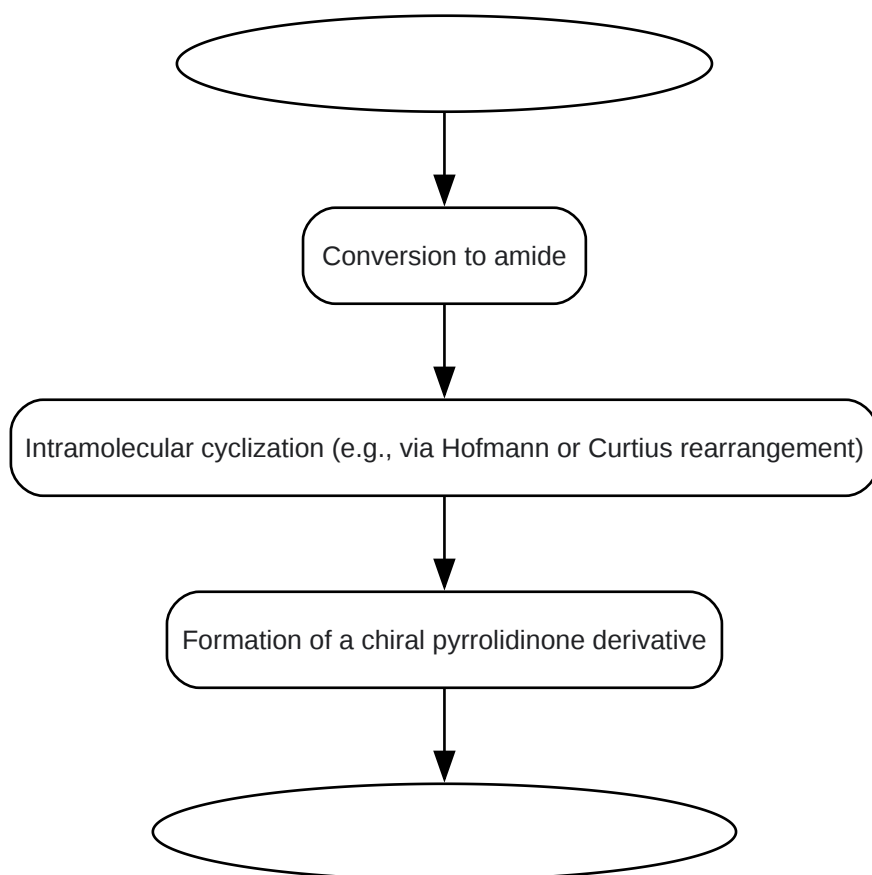 Conversion to amide
Intramolecular cyclization (e.g., via Hofmann or Curtius rearrangement)
Formation of a chiral pyrrolidinone derivative